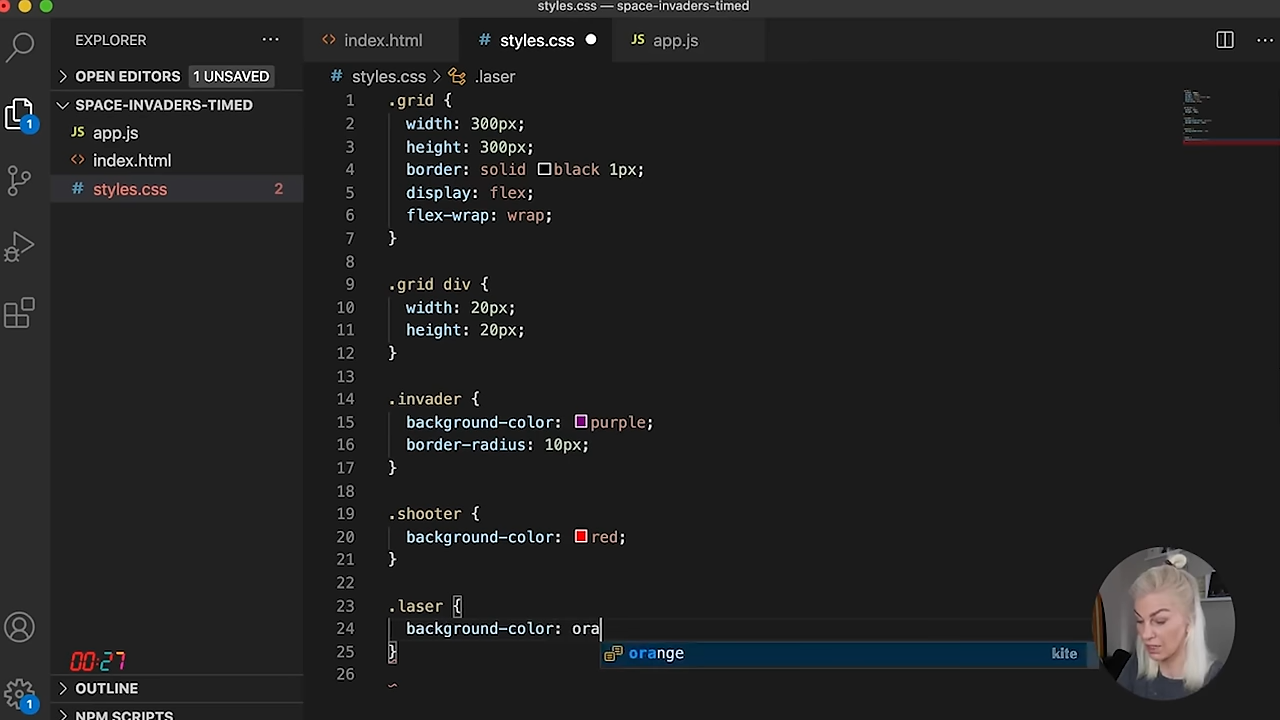 styles.css — space-invaders-timed
EXPLORER ···
OPEN EDITORS 1 UNSAVED
SPACE-INVADERS-TIMED
JS app.js
<> index.html
# styles.css 2
1
00:27
OUTLINE
NPM SCRIPTS
1
<> index.html # styles.css ● JS app.js ···
# styles.css > .laser
1 .grid {
2 width: 300px;
3 height: 300px;
4 border: solid black 1px;
5 display: flex;
6 flex-wrap: wrap;
7 }
8
9 .grid div {
10 width: 20px;
11 height: 20px;
12 }
13
14 .invader {
15 background-color: purple;
16 border-radius: 10px;
17 }
18
19 .shooter {
20 background-color: red;
21 }
22
23 .laser {
24 background-color: ora
25 }
orange kite
26